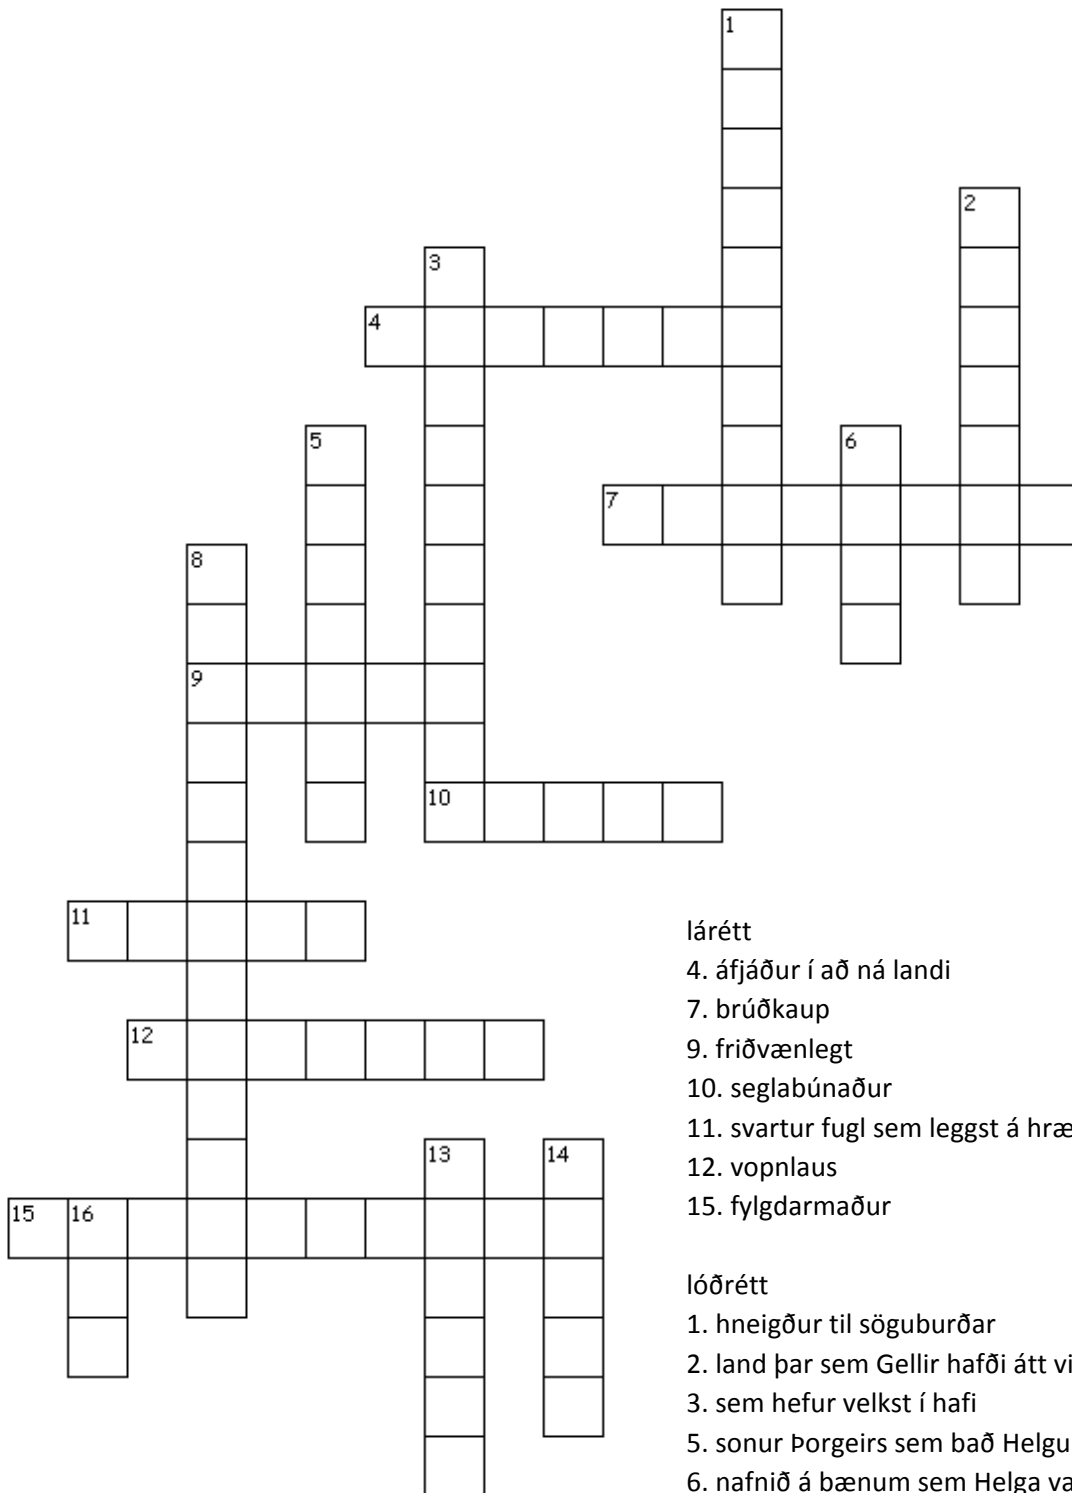 1
2
3
4
5
6
7
8
9
10
11
12
13
14
15 16
lárétt
4. áfjáður í að ná landi
7. brúðkaup
9. friðvænlegt
10. seglabúnaður
11. svartur fugl sem leggst á hræ
12. vopnlaus
15. fylgdarmaður
lóðrétt
1. hneigður til söguburðar
2. land þar sem Gellir hafði átt
3. sem hefur velkst í hafi
5. sonur Þorgeirs sem bað Helgu
6. nafnið á bænum sem Helga